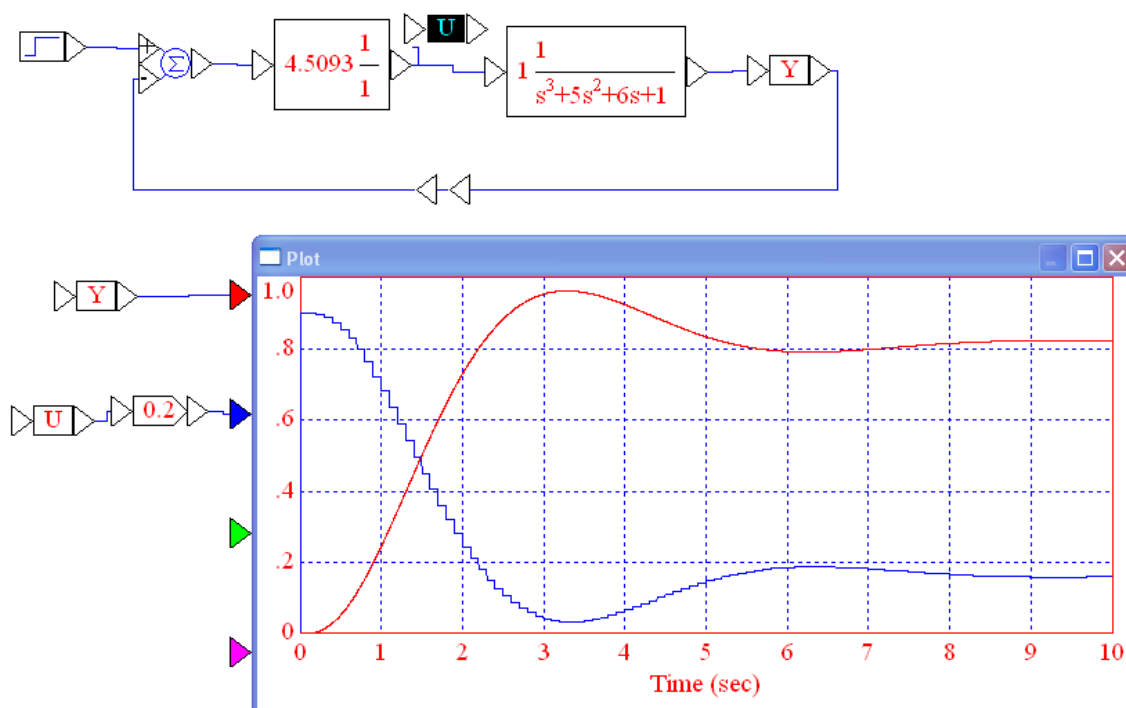 U
+
-
Σ
4.5093 1/1
1 1/(s³+5s²+6s+1)
Y
Plot
Y
U
0.2
1.0
.8
.6
.4
.2
0
0 1 2 3 4 5 6 7 8 9 10
Time (sec)